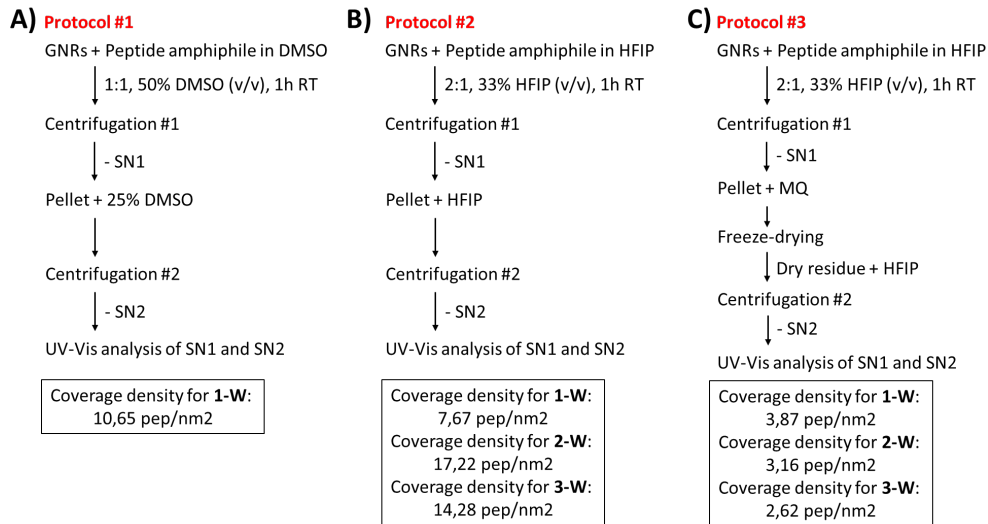 A) Protocol #1
GNRs + Peptide amphiphile in DMSO
1:1, 50% DMSO (v/v), 1h RT
Centrifugation #1
- SN1
Pellet + 25% DMSO
Centrifugation #2
- SN2
UV-Vis analysis of SN1 and SN2
Coverage density for 1-W:
10,65 pep/nm2
B) Protocol #2
GNRs + Peptide amphiphile in HFIP
2:1, 33% HFIP (v/v), 1h RT
Centrifugation #1
- SN1
Pellet + HFIP
Centrifugation #2
- SN2
UV-Vis analysis of SN1 and SN2
Coverage density for 1-W:
7,67 pep/nm2
Coverage density for 2-W:
17,22 pep/nm2
Coverage density for 3-W:
14,28 pep/nm2
C) Protocol #3
GNRs + Peptide amphiphile in HFIP
2:1, 33% HFIP (v/v), 1h RT
Centrifugation #1
- SN1
Pellet + MQ
Freeze-drying
Dry residue + HFIP
Centrifugation #2
- SN2
UV-Vis analysis of SN1 and SN2
Coverage density for 1-W:
3,87 pep/nm2
Coverage density for 2-W:
3,16 pep/nm2
Coverage density for 3-W:
2,62 pep/nm2